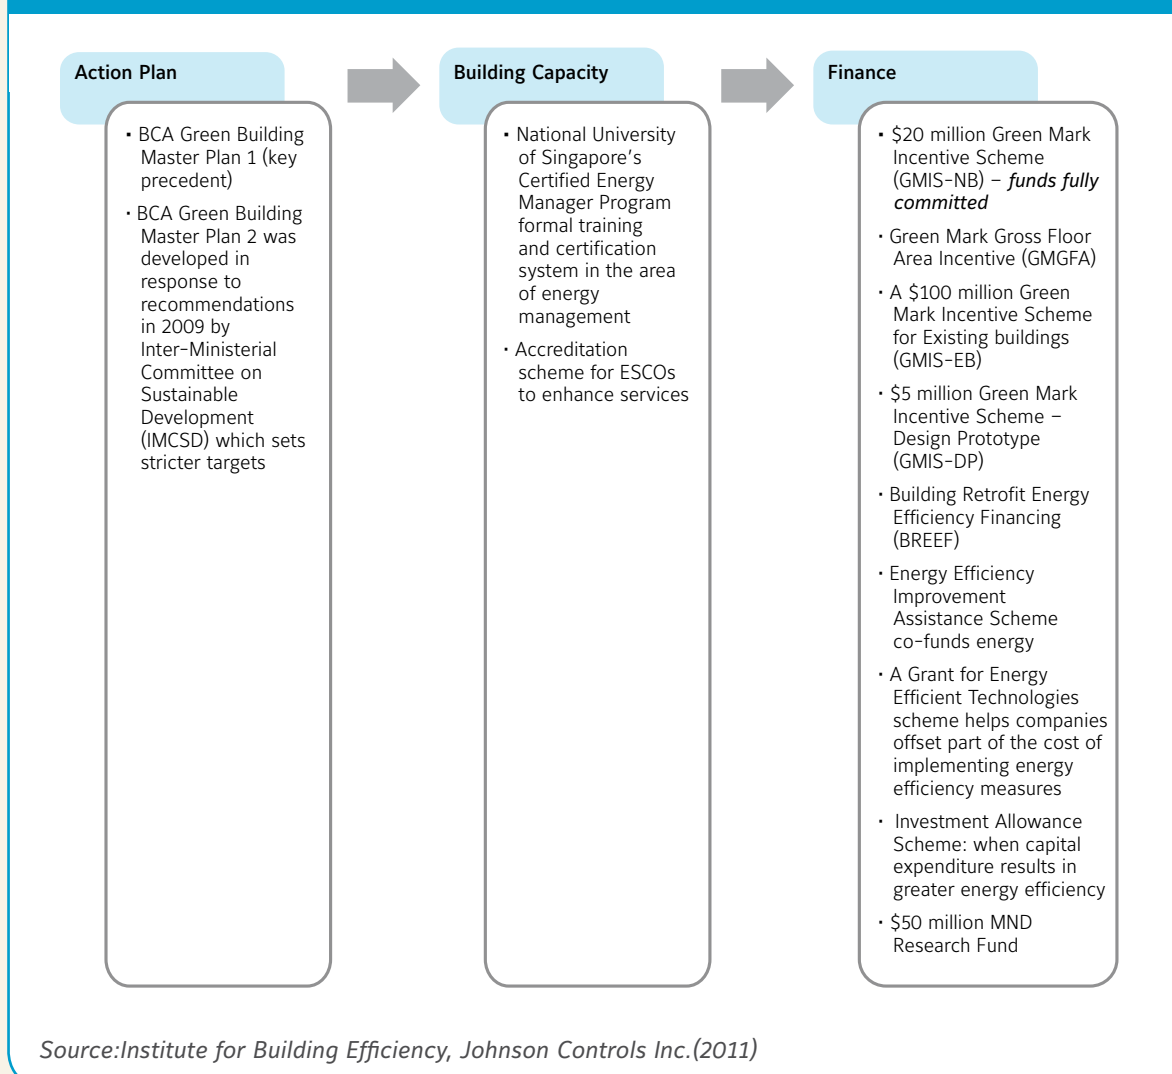 Action Plan
• BCA Green Building
Master Plan 1 (key
precedent)
• BCA Green Building
Master Plan 2 was
developed in
response to
recommendations
in 2009 by
Inter-Ministerial
Committee on
Sustainable
Development
(IMCSD) which sets
stricter targets
Building Capacity
• National University
of Singapore's
Certified Energy
Manager Program
formal training
and certification
system in the area
of energy
management
• Accreditation
scheme for ESCOs
to enhance services
Finance
• $20 million Green Mark
Incentive Scheme
(GMIS-NB) – funds fully
committed
• Green Mark Gross Floor
Area Incentive (GMGFA)
• A $100 million Green
Mark Incentive Scheme
for Existing buildings
(GMIS-EB)
• $5 million Green Mark
Incentive Scheme –
Design Prototype
(GMIS-DP)
• Building Retrofit Energy
Efficiency Financing
(BREEF)
• Energy Efficiency
Improvement
Assistance Scheme
co-funds energy
• A Grant for Energy
Efficient Technologies
scheme helps companies
offset part of the cost of
implementing energy
efficiency measures
• Investment Allowance
Scheme: when capital
expenditure results in
greater energy efficiency
• $50 million MND
Research Fund
Source:Institute for Building Efficiency, Johnson Controls Inc.(2011)